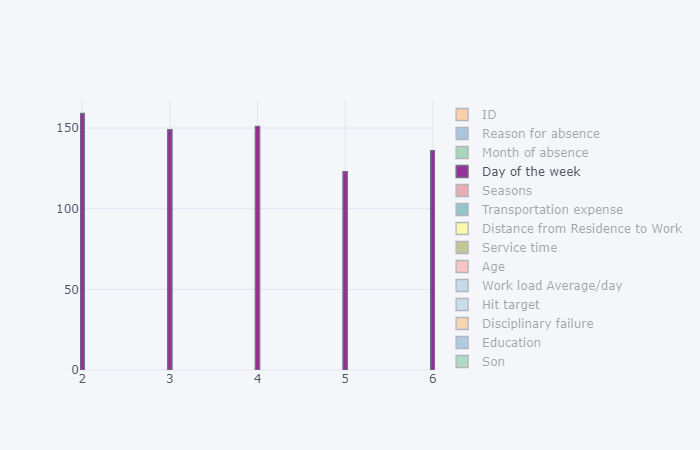 150
100
50
0
2 3 4 5 6
ID
Reason for absence
Month of absence
Day of the week
Seasons
Transportation expense
Distance from Residence to Work
Service time
Age
Work load Average/day
Hit target
Disciplinary failure
Education
Son